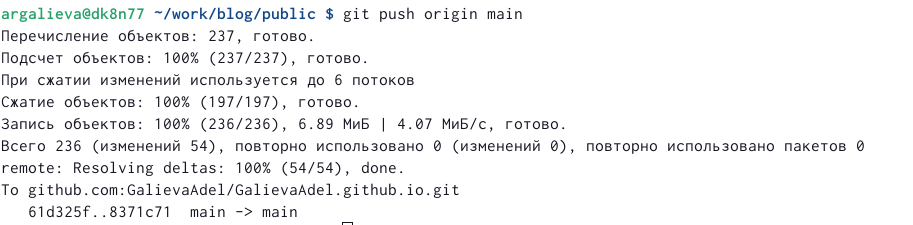 argalieva@dk8n77 ~/work/blog/public $ git push origin main
Перечисление объектов: 237, готово.
Подсчет объектов: 100% (237/237), готово.
При сжатии изменений используется до 6 потоков
Сжатие объектов: 100% (197/197), готово.
Запись объектов: 100% (236/236), 6.89 МиБ | 4.07 МиБ/с, готово.
Всего 236 (изменений 54), повторно использовано 0 (изменений 0), повторно использовано пакетов 0
remote: Resolving deltas: 100% (54/54), done.
To github.com:GalievaAdel/GalievaAdel.github.io.git
   61d325f..8371c71  main -> main